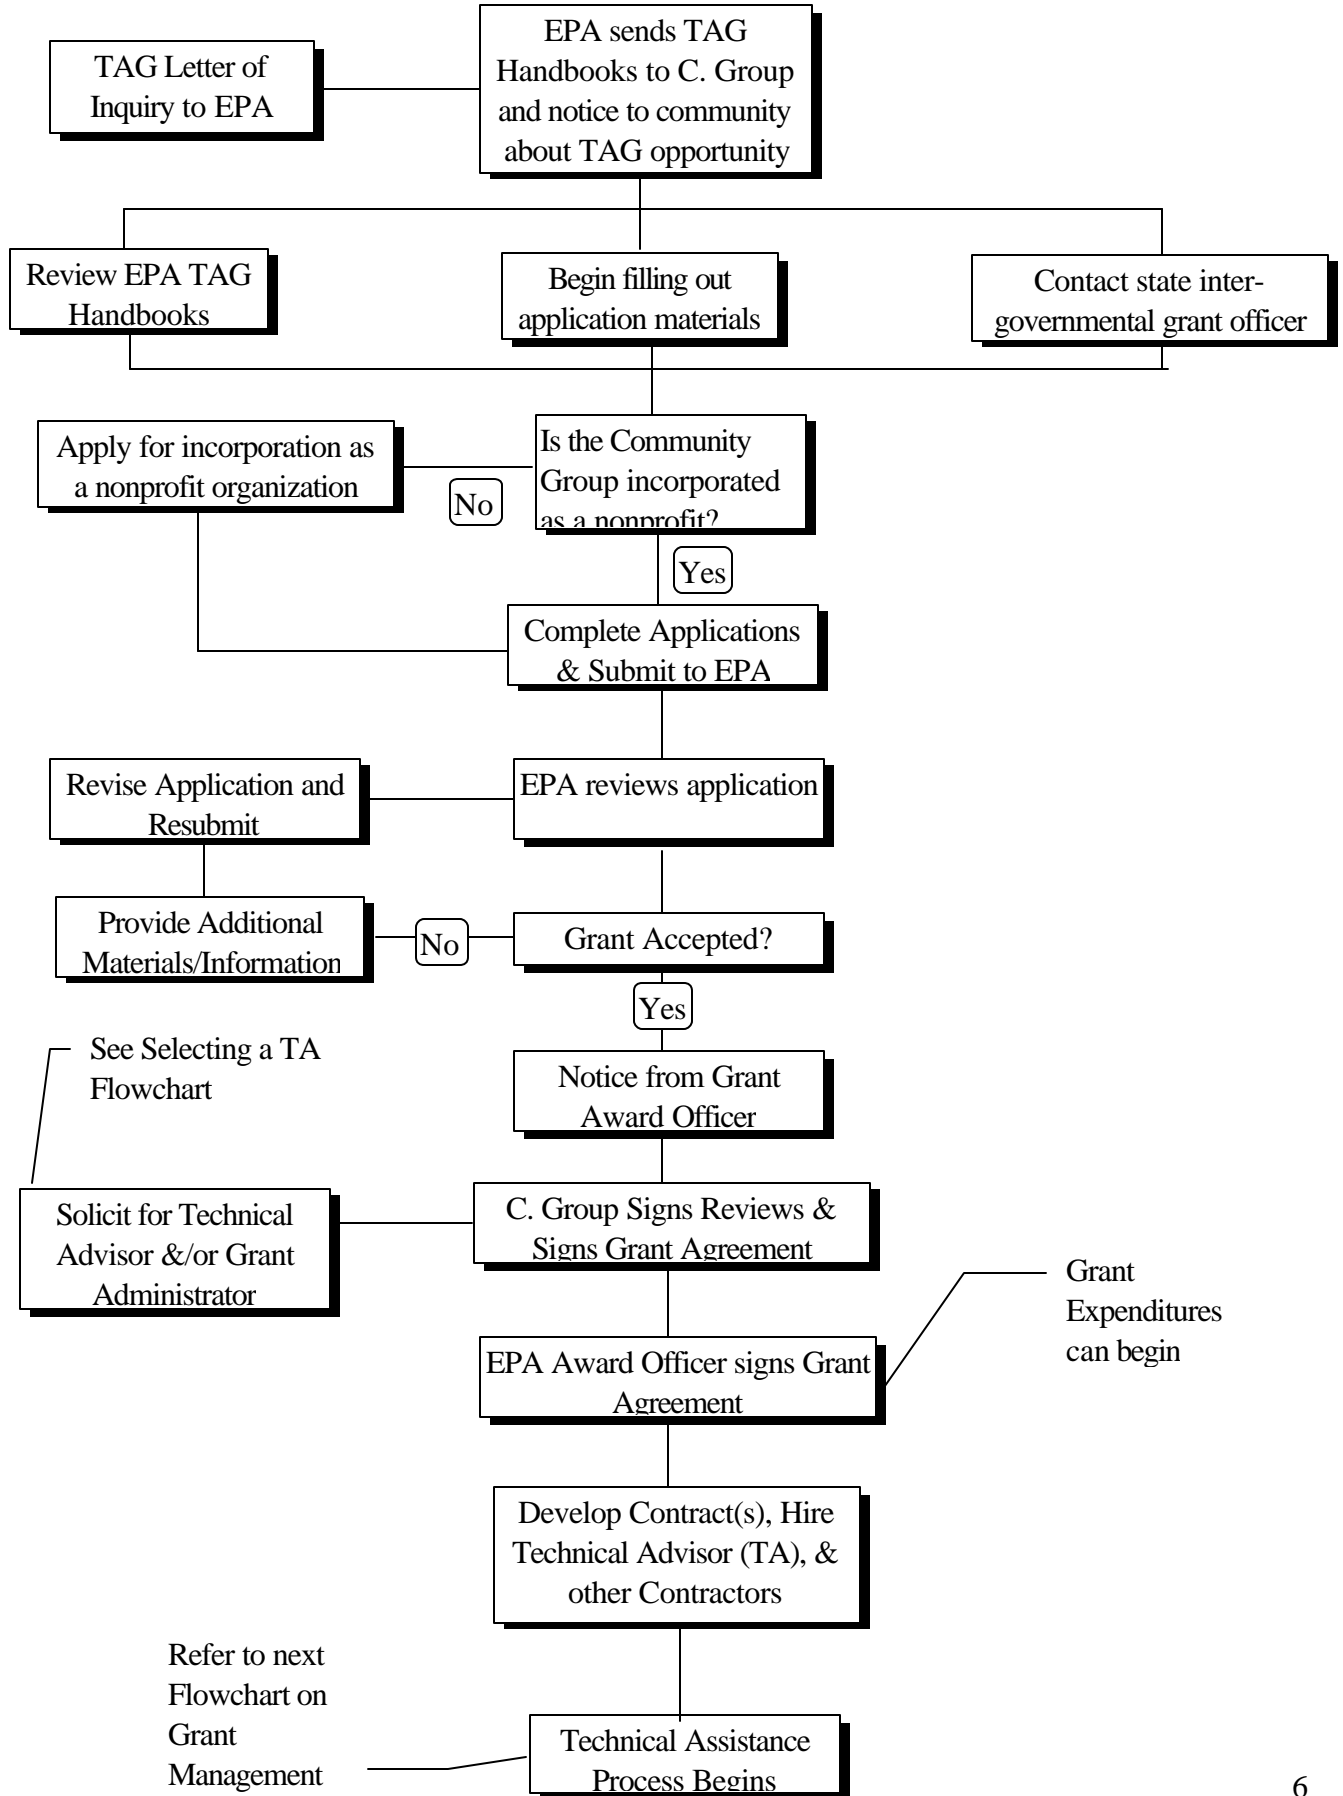 TAG Letter of
Inquiry to EPA
EPA sends TAG
Handbooks to C. Group
and notice to community
about TAG opportunity
Review EPA TAG
Handbooks
Begin filling out
application materials
Contact state inter-
governmental grant officer
Apply for incorporation as
a nonprofit organization
No
Is the Community
Group incorporated
as a nonprofit?
Yes
Complete Applications
& Submit to EPA
Revise Application and
Resubmit
EPA reviews application
Provide Additional
Materials/Information
No
Grant Accepted?
Yes
See Selecting a TA
Flowchart
Notice from Grant
Award Officer
Solicit for Technical
Advisor &/or Grant
Administrator
C. Group Signs Reviews &
Signs Grant Agreement
Grant
Expenditures
can begin
EPA Award Officer signs Grant
Agreement
Develop Contract(s), Hire
Technical Advisor (TA), &
other Contractors
Refer to next
Flowchart on
Grant
Management
Technical Assistance
Process Begins
6